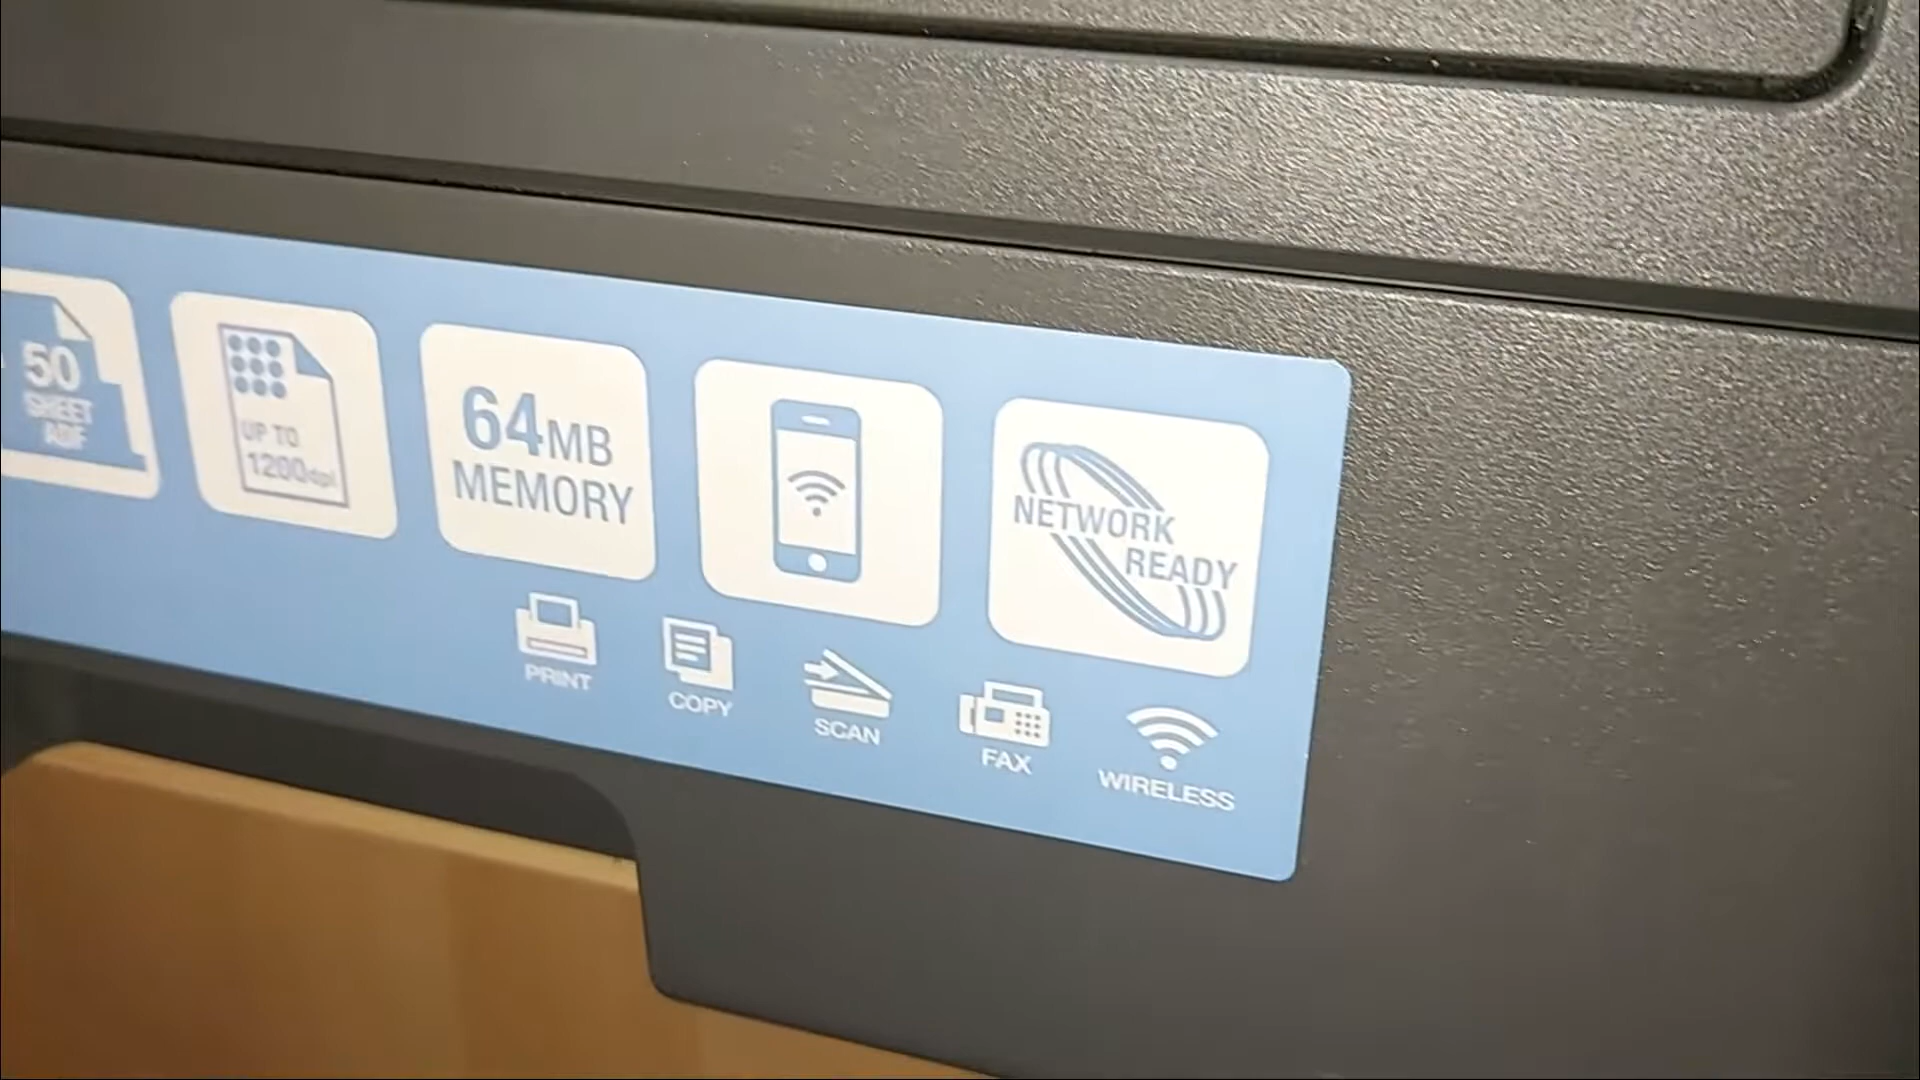 50
SHEET
ADF
UP TO
1200dpi
64MB
MEMORY
NETWORK
READY
PRINT
COPY
SCAN
FAX
WIRELESS